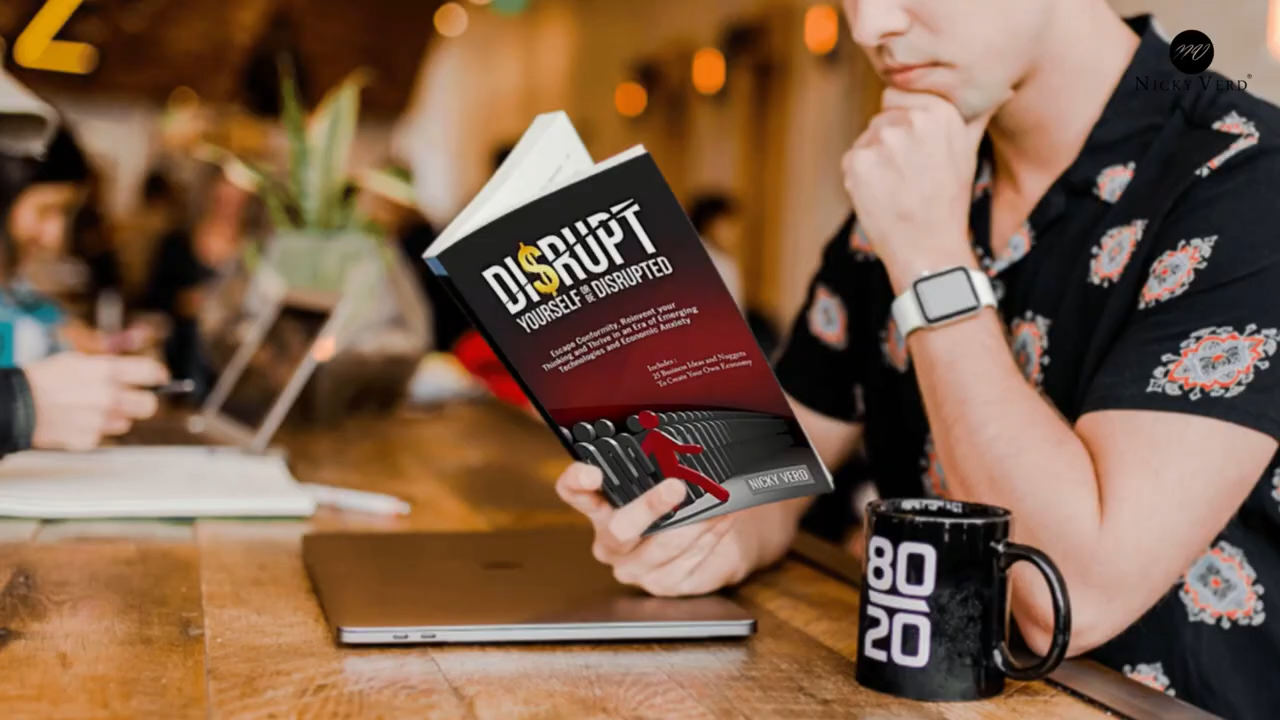 NICKY VERD®
DI$RUPT
YOURSELF OR BE DISRUPTED
Escape Conformity, Reinvent your
Thinking and Thrive in an Era of Emerging
Technologies and Economic Anxiety
Includes :
25 Business Ideas and Nuggets
To Create Your Own Economy
NICKY VERD
80
20